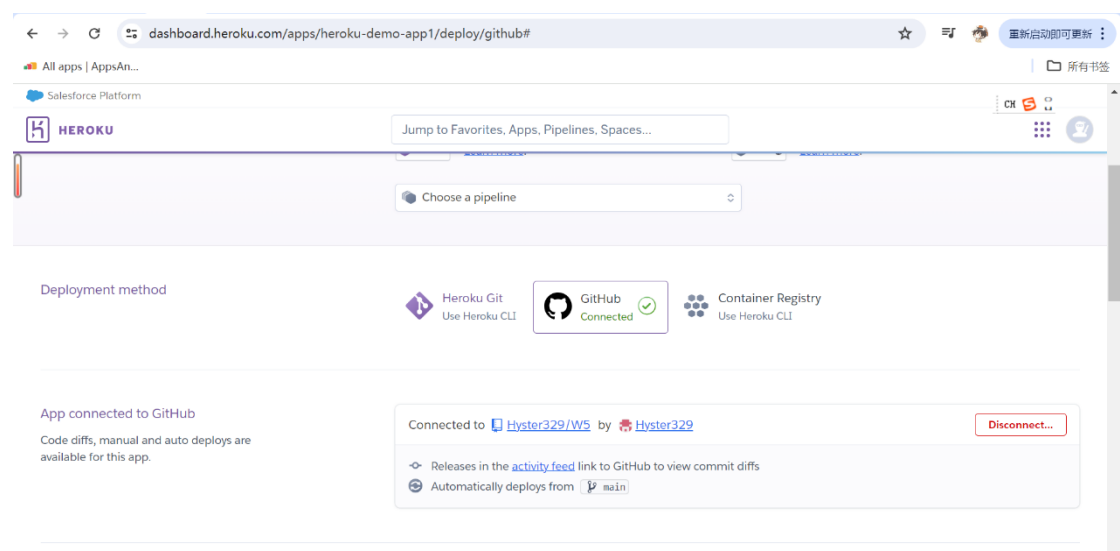 dashboard.heroku.com/apps/heroku-demo-app1/deploy/github#
重新启动即可更新
All apps | AppsAn...
所有书签
Salesforce Platform
CH
HEROKU
Jump to Favorites, Apps, Pipelines, Spaces...
Learn more.
Learn more.
Choose a pipeline
Deployment method
Heroku Git
Use Heroku CLI
GitHub
Connected
Container Registry
Use Heroku CLI
App connected to GitHub
Code diffs, manual and auto deploys are
available for this app.
Connected to Hyster329/W5 by Hyster329
Disconnect...
Releases in the activity feed link to GitHub to view commit diffs
Automatically deploys from main